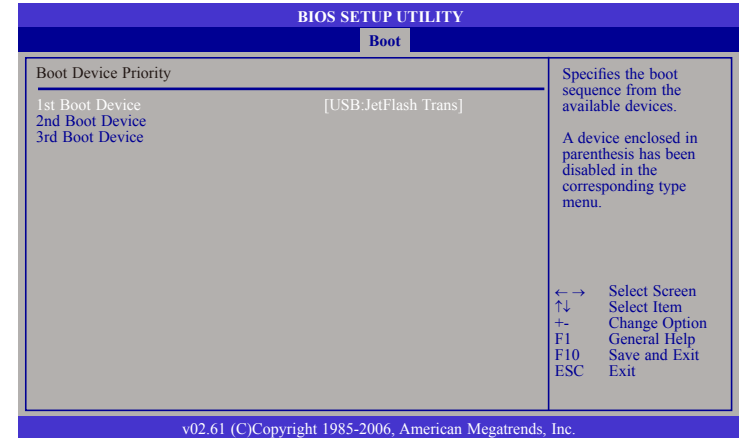 BIOS SETUP UTILITY
Boot
Boot Device Priority
1st Boot Device [USB:JetFlash Trans]
2nd Boot Device
3rd Boot Device
Specifies the boot
sequence from the
available devices.
A device enclosed in
parenthesis has been
disabled in the
corresponding type
menu.
←→ Select Screen
↑↓ Select Item
+- Change Option
F1 General Help
F10 Save and Exit
ESC Exit
v02.61 (C)Copyright 1985-2006, American Megatrends, Inc.